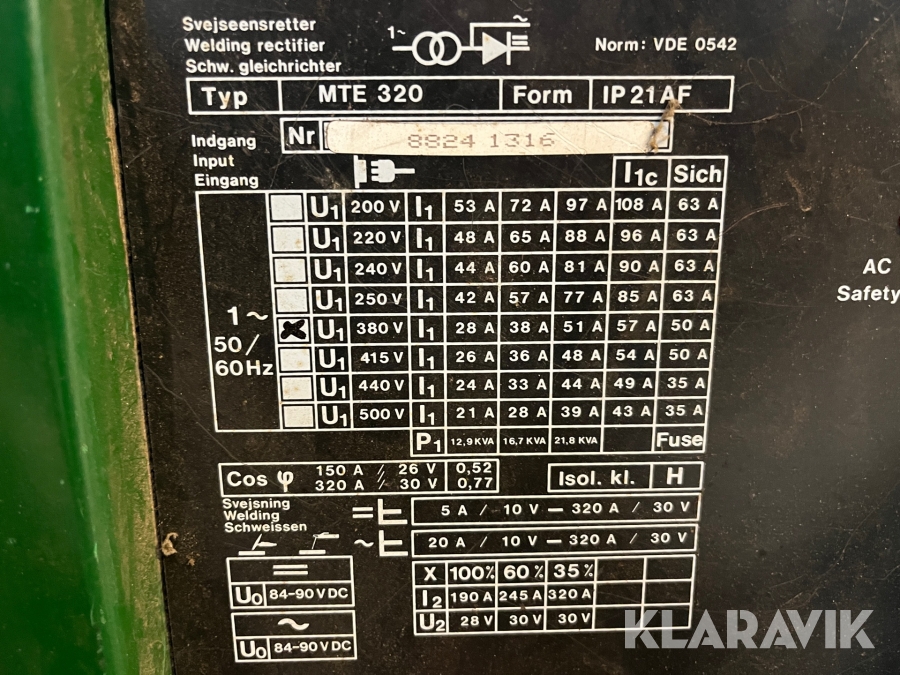 Svejseensretter
Welding rectifier
Schw. gleichrichter
1~
~
Norm: VDE 0542
Typ MTE 320 Form IP 21 AF
Indgang
Input
Eingang
Nr 8824 1316
I1c Sich
U1 200 V I1 53 A 72 A 97 A 108 A 63 A
U1 220 V I1 48 A 65 A 88 A 96 A 63 A
U1 240 V I1 44 A 60 A 81 A 90 A 63 A
U1 250 V I1 42 A 57 A 77 A 85 A 63 A
1~
50/
60Hz
U1 380 V I1 28 A 38 A 51 A 57 A 50 A
U1 415 V I1 26 A 36 A 48 A 54 A 50 A
U1 440 V I1 24 A 33 A 44 A 49 A 35 A
U1 500 V I1 21 A 28 A 39 A 43 A 35 A
P1 12,9 KVA 16,7 KVA 21,8 KVA Fuse
AC
Safety
Cos φ 150 A / 26 V 0,52
320 A / 30 V 0,77
Isol. kl. H
Svejsning
Welding
Schweissen
5 A / 10 V — 320 A / 30 V
~ 20 A / 10 V — 320 A / 30 V
X 100% 60% 35%
I2 190 A 245 A 320 A
U2 28 V 30 V 30 V
U0 84-90 V DC
~
U0 84-90 V DC
KLARAVIK